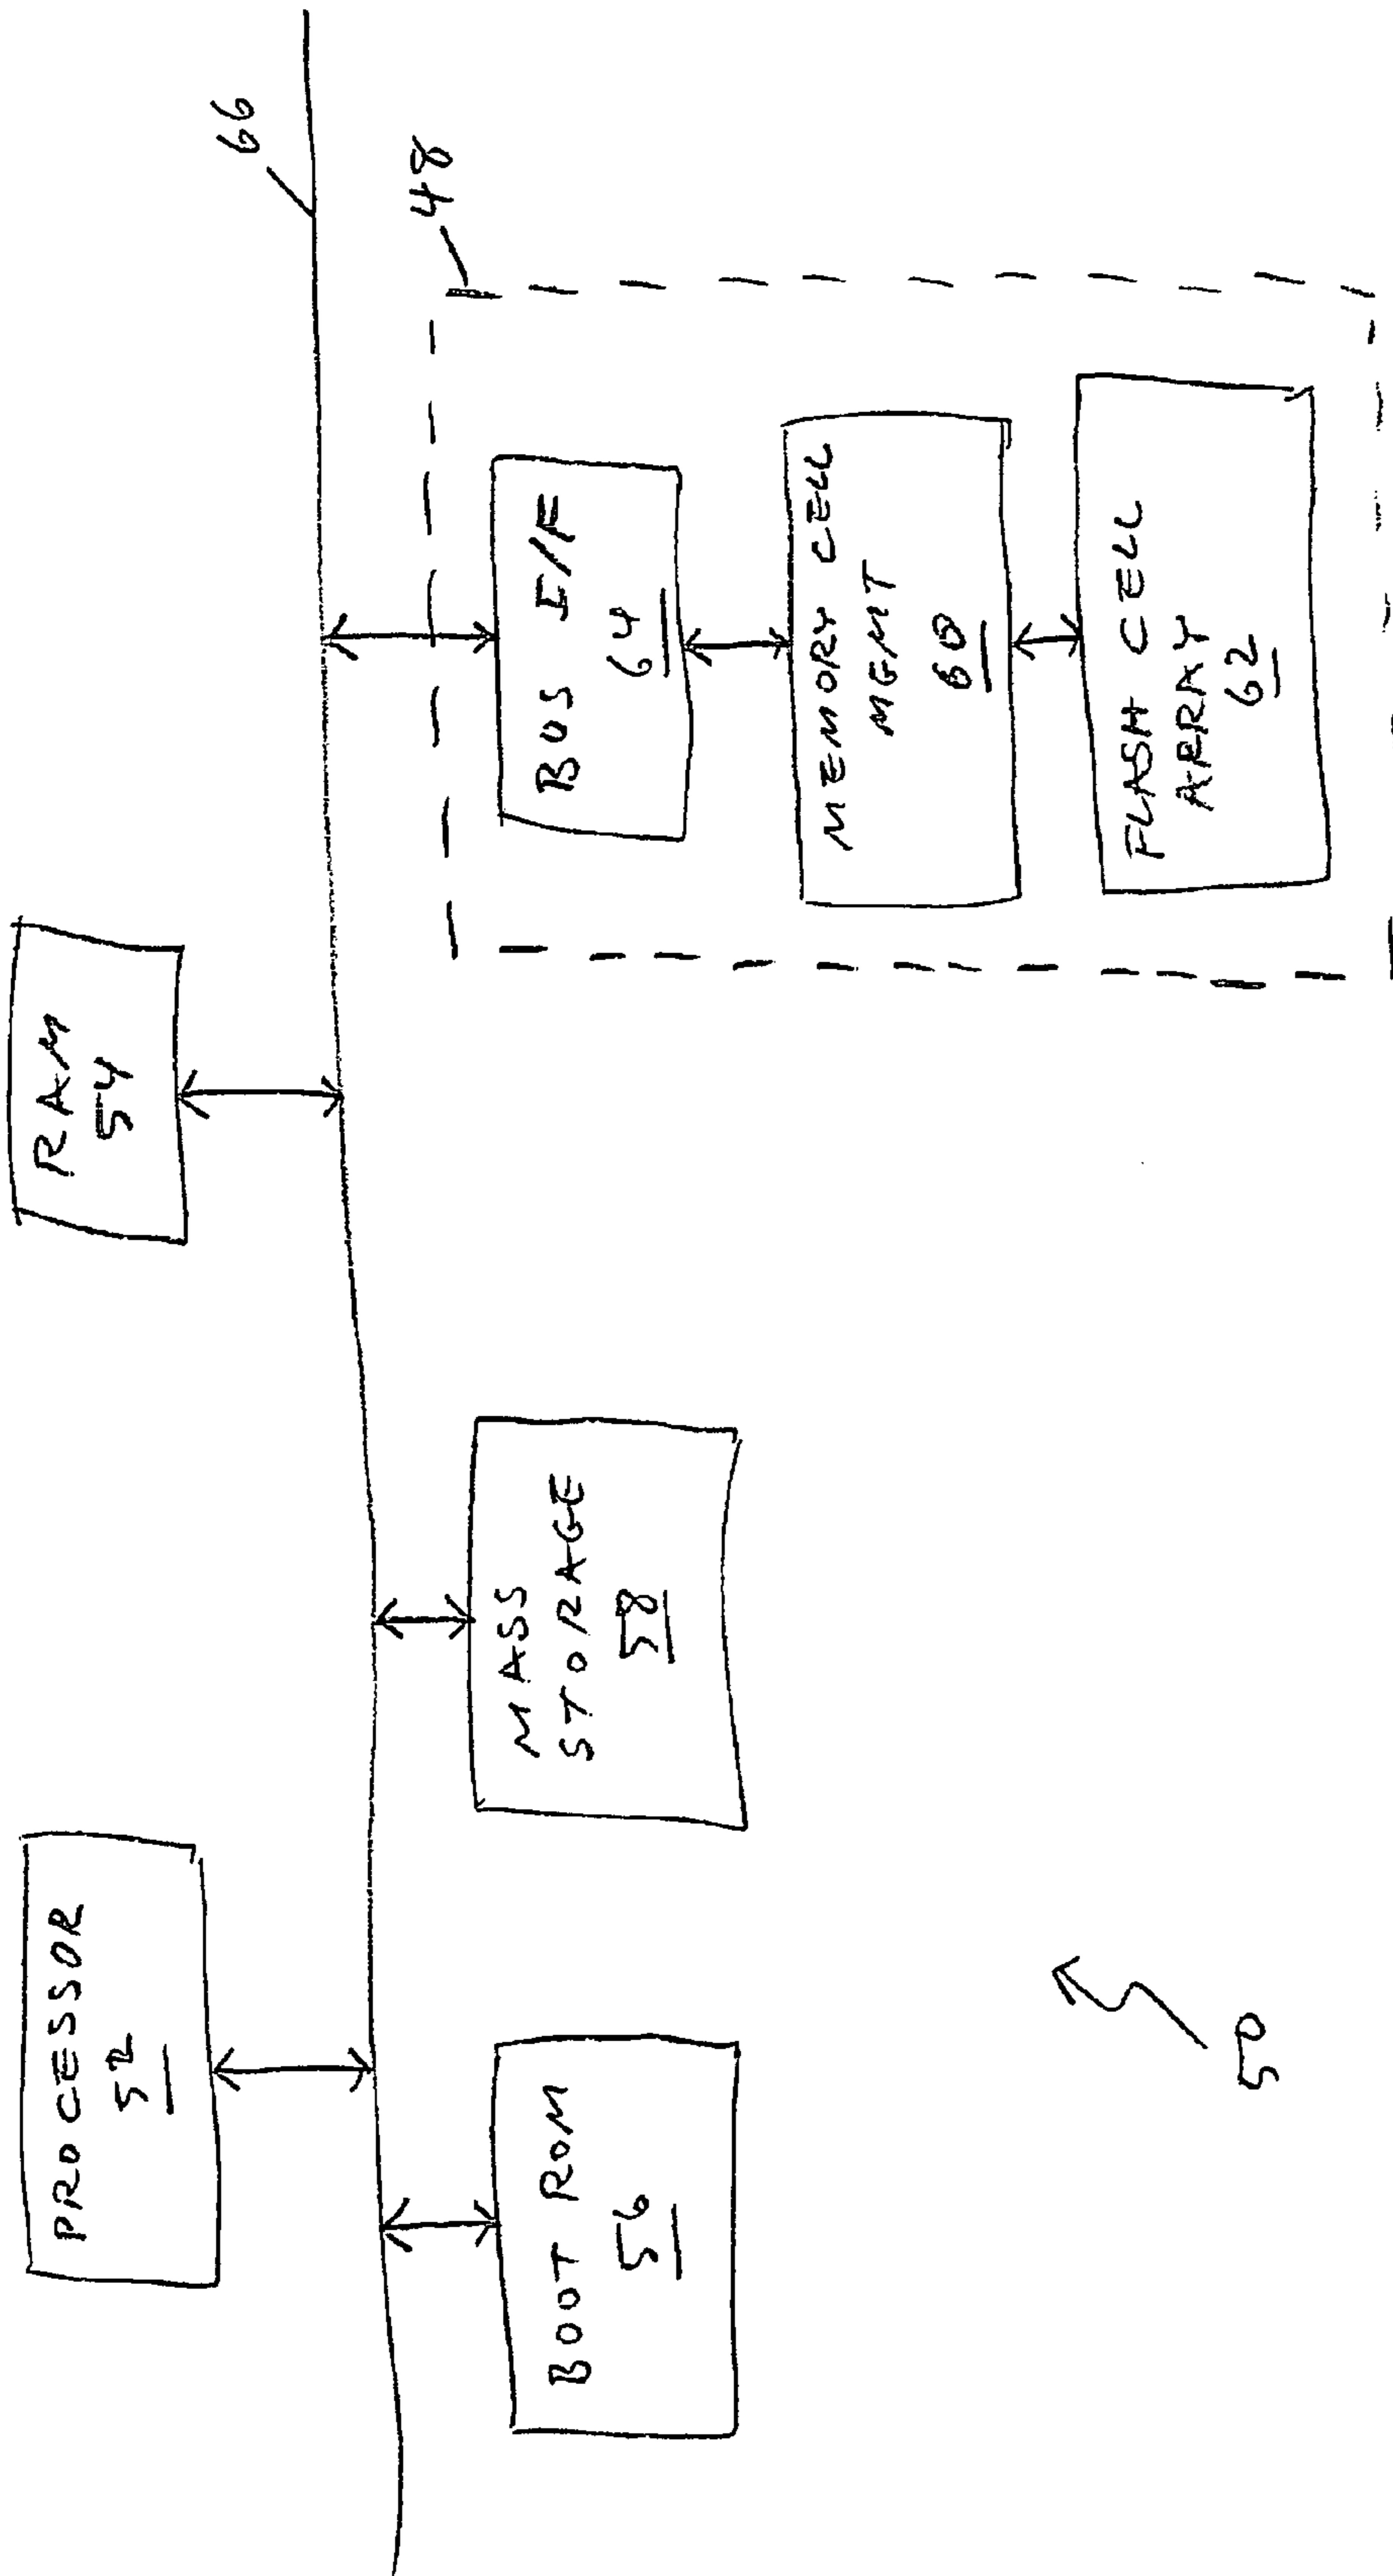 PROCESSOR
52
RAM
54
66
BOOT ROM
56
MASS
STORAGE
58
48
BUS I/F
64
MEMORY CELL
MGMT
60
FLASH CELL
ARRAY
62
50